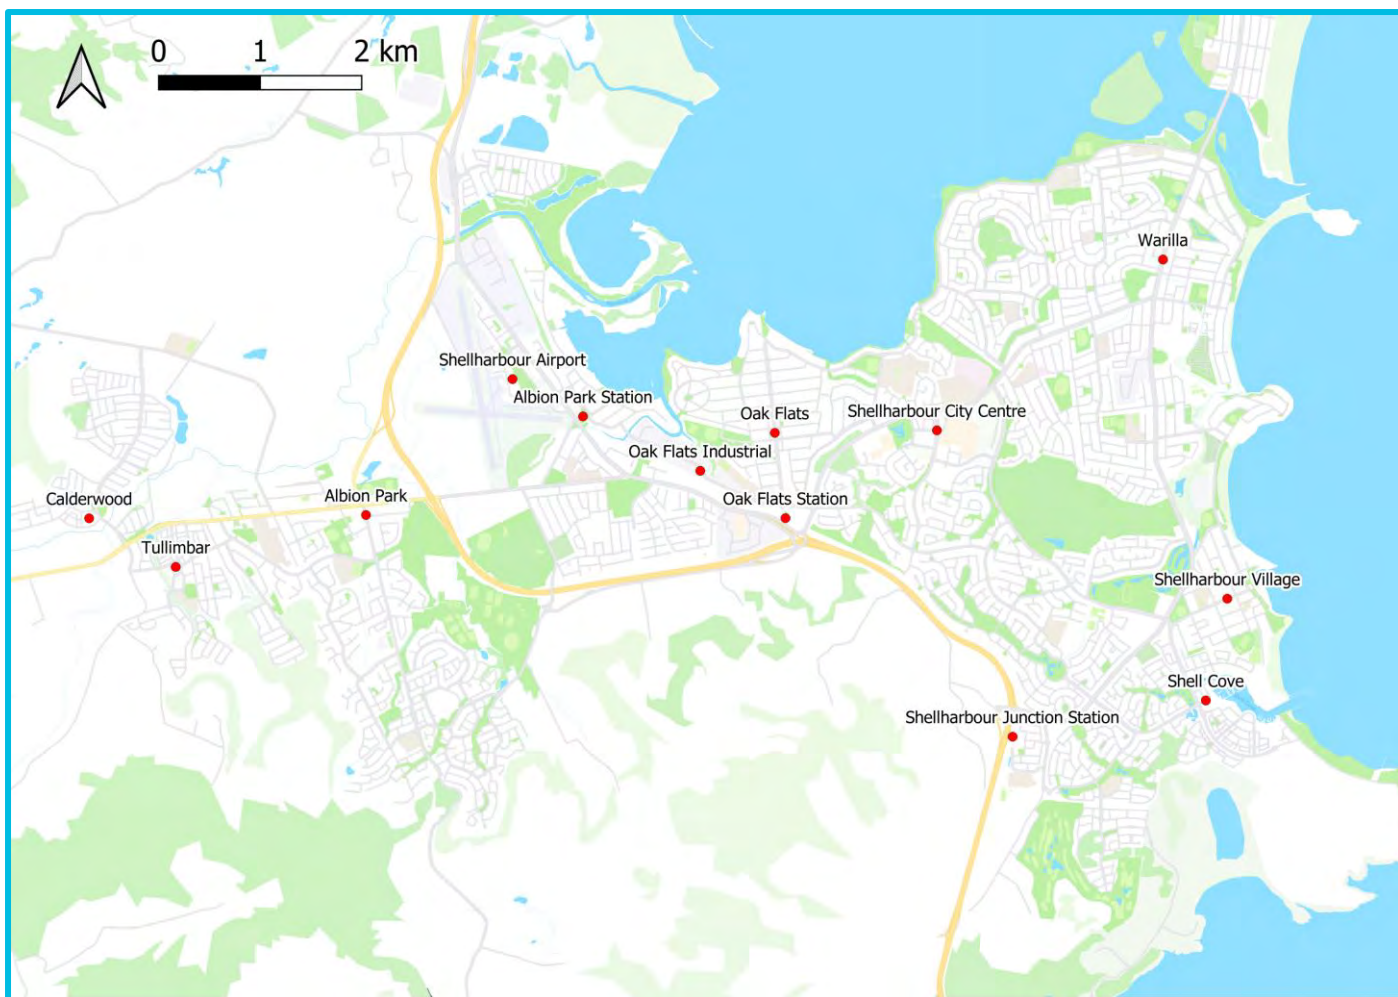 0 1 2 km
Warilla
Shellharbour Airport
Albion Park Station
Oak Flats
Shellharbour City Centre
Oak Flats Industrial
Calderwood
Albion Park
Oak Flats Station
Tullimbar
Shellharbour Village
Shell Cove
Shellharbour Junction Station